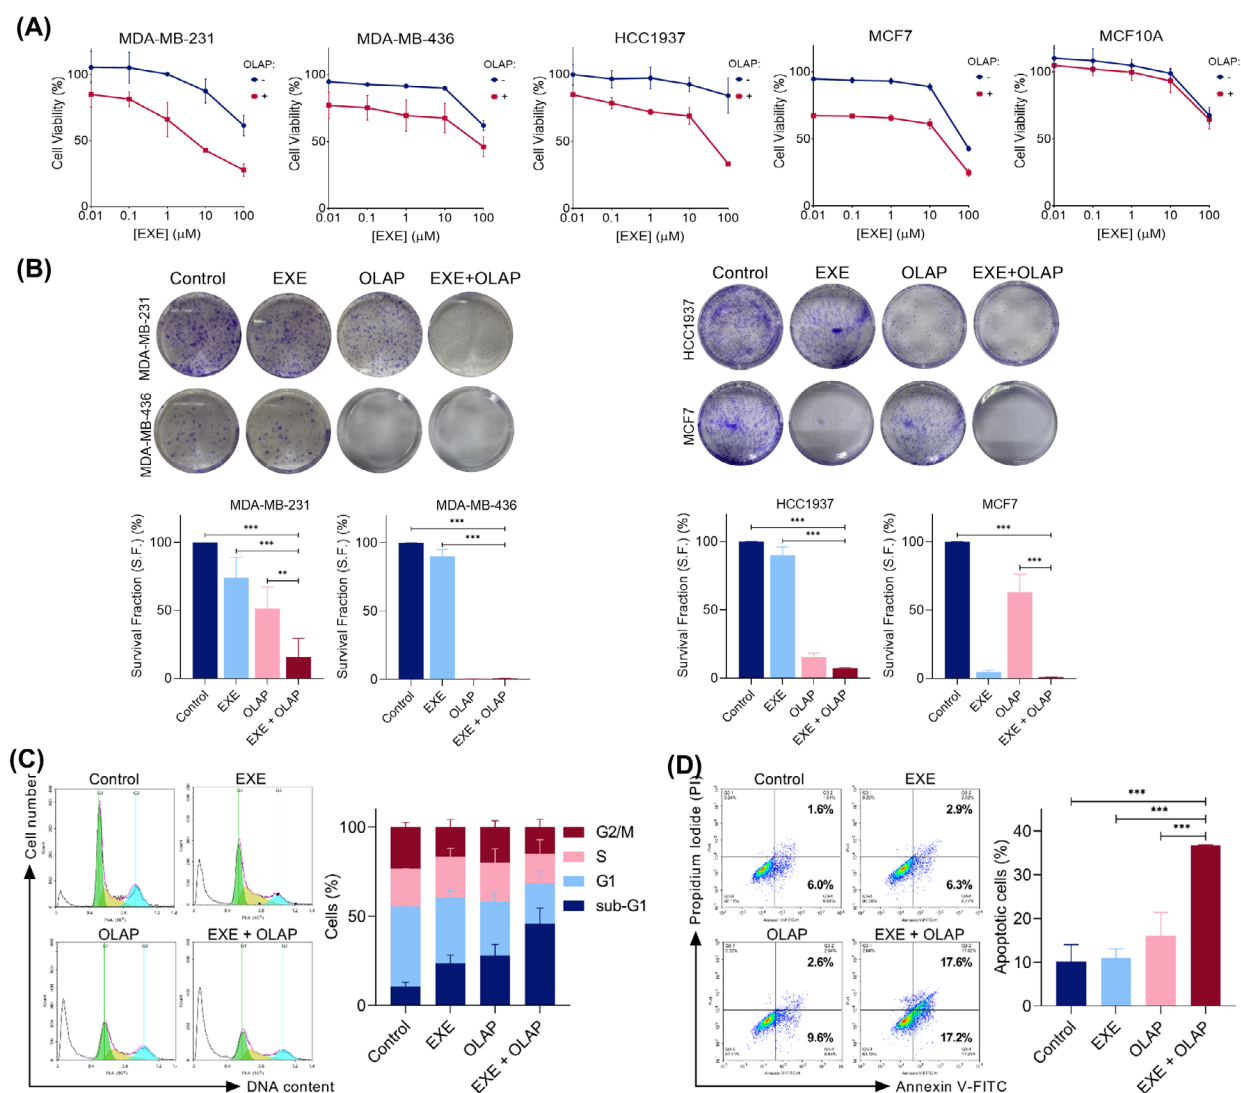 (A)
MDA-MB-231
MDA-MB-436
HCC1937
MCF7
MCF10A
OLAP:
-
+
OLAP:
-
+
OLAP:
-
+
OLAP:
-
+
OLAP:
-
+
Cell Viability (%)
100
50
0
0.01 0.1 1 10 100
[EXE] (μM)
Cell Viability (%)
100
50
0
0.01 0.1 1 10 100
[EXE] (μM)
Cell Viability (%)
100
50
0
0.01 0.1 1 10 100
[EXE] (μM)
Cell Viability (%)
100
50
0
0.01 0.1 1 10 100
[EXE] (μM)
Cell Viability (%)
100
50
0
0.01 0.1 1 10 100
[EXE] (μM)
(B)
Control EXE OLAP EXE+OLAP
MDA-MB-231
MDA-MB-436
Control EXE OLAP EXE+OLAP
HCC1937
MCF7
MDA-MB-231
Survival Fraction (S.F.) (%)
100
50
0
***
***
**
Control
EXE
OLAP
EXE + OLAP
MDA-MB-436
Survival Fraction (S.F.) (%)
100
50
0
***
***
Control
EXE
OLAP
EXE + OLAP
HCC1937
Survival Fraction (S.F.) (%)
100
50
0
***
***
Control
EXE
OLAP
EXE + OLAP
MCF7
Survival Fraction (S.F.) (%)
100
50
0
***
***
Control
EXE
OLAP
EXE + OLAP
(C)
Cell number
Control
EXE
OLAP
EXE + OLAP
DNA content
Cells (%)
100
50
0
G2/M
S
G1
sub-G1
Control
EXE
OLAP
EXE + OLAP
(D)
Propidium Iodide (PI)
Control
1.6%
6.0%
EXE
2.9%
6.3%
OLAP
2.6%
9.6%
EXE + OLAP
17.6%
17.2%
Annexin V-FITC
Apoptotic cells (%)
40
30
20
10
0
***
***
***
Control
EXE
OLAP
EXE + OLAP